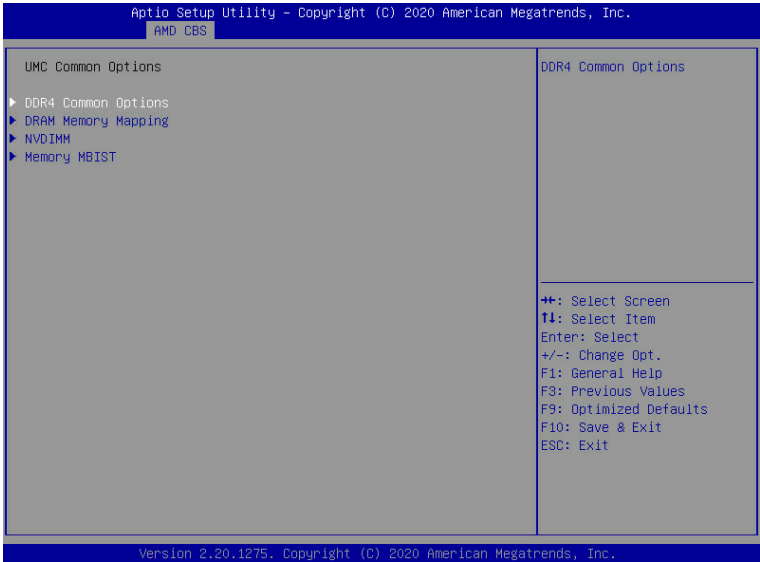 Aptio Setup Utility – Copyright (C) 2020 American Megatrends, Inc.
AMD CBS
UMC Common Options
DDR4 Common Options
DRAM Memory Mapping
NVDIMM
Memory MBIST
DDR4 Common Options
→←: Select Screen
↑↓: Select Item
Enter: Select
+/-: Change Opt.
F1: General Help
F3: Previous Values
F9: Optimized Defaults
F10: Save & Exit
ESC: Exit
Version 2.20.1275. Copyright (C) 2020 American Megatrends, Inc.